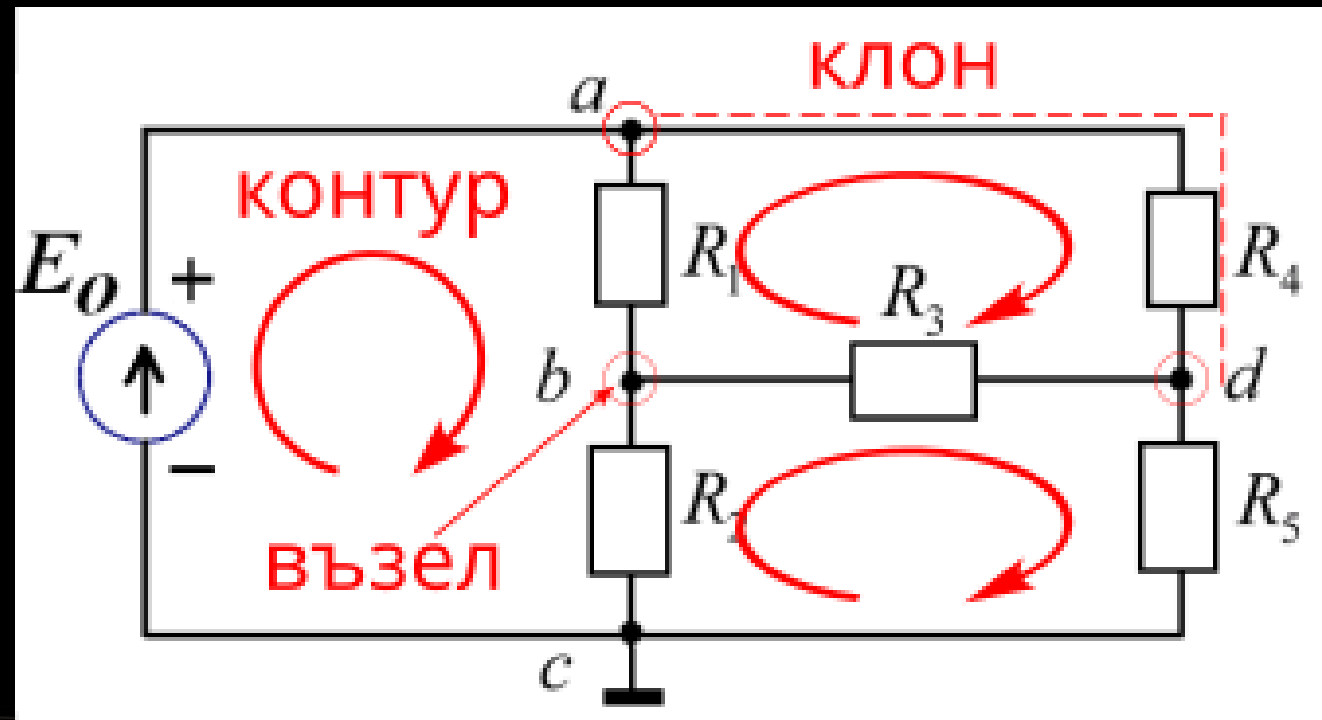 клон
a
контур
E₀
+
R₁
R₃
R₄
b
d
−
R₂
R₅
възел
c